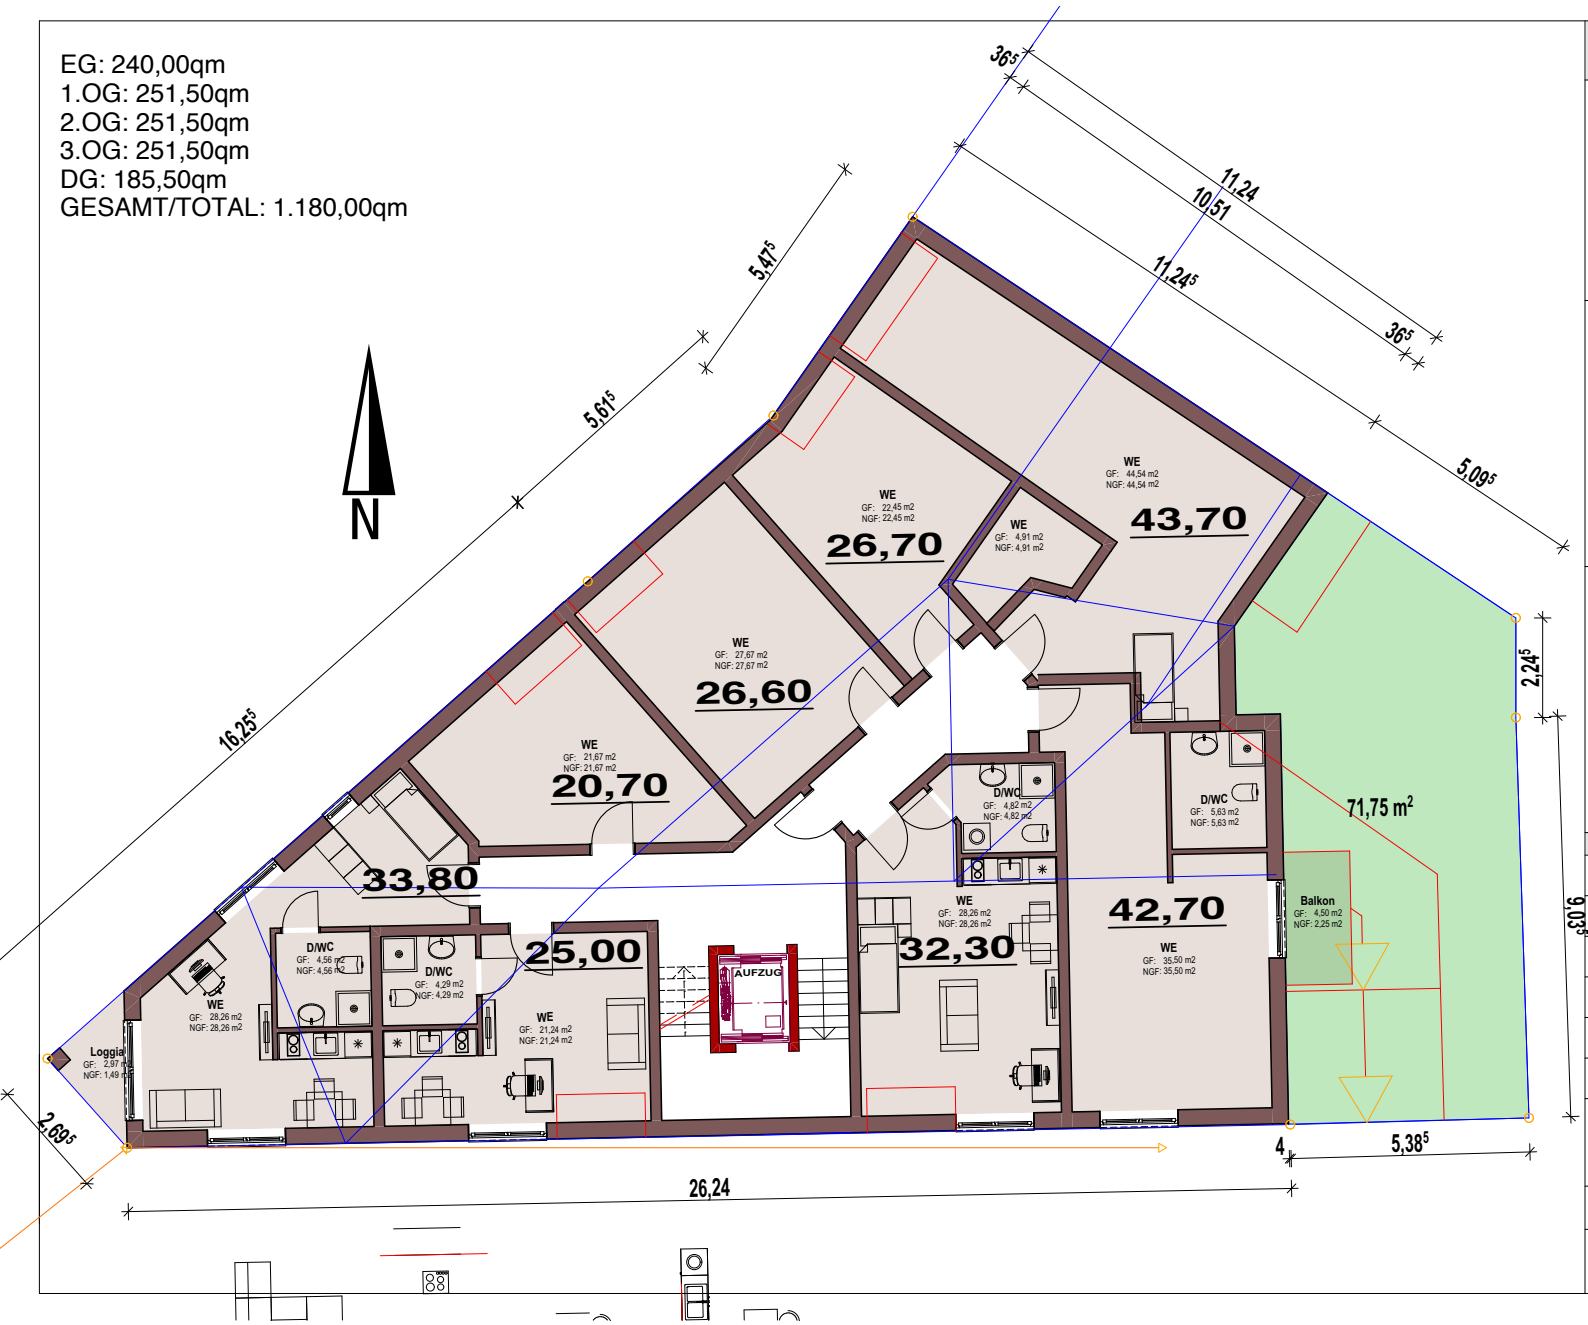 EG: 240,00qm
1.OG: 251,50qm
2.OG: 251,50qm
3.OG: 251,50qm
DG: 185,50qm
GESAMT/TOTAL: 1.180,00qm
36⁵
11,24
10,51
11,24⁵
36⁵
5,47⁵
5,61⁵
5,09⁵
16,25⁵
N
WE
GF: 44,54 m2
NGF: 44,54 m2
43,70
WE
GF: 22,45 m2
NGF: 22,45 m2
26,70
WE
GF: 4,91 m2
NGF: 4,91 m2
WE
GF: 27,67 m2
NGF: 27,67 m2
26,60
2,24⁵
WE
GF: 21,67 m2
NGF: 21,67 m2
20,70
D/WC
GF: 4,82 m2
NGF: 4,82 m2
D/WC
GF: 5,63 m2
NGF: 5,63 m2
71,75 m²
33,80
25,00
WE
GF: 28,26 m2
NGF: 28,26 m2
32,30
42,70
WE
GF: 35,50 m2
NGF: 35,50 m2
Balkon
GF: 4,50 m2
NGF: 2,25 m2
9,03⁵
D/WC
GF: 4,56 m2
NGF: 4,56 m2
D/WC
GF: 4,29 m2
NGF: 4,29 m2
AUFZUG
WE
GF: 28,26 m2
NGF: 28,26 m2
WE
GF: 21,24 m2
NGF: 21,24 m2
Loggia
GF: 2,97 m2
NGF: 1,49 m2
2,69⁵
4
5,38⁵
26,24